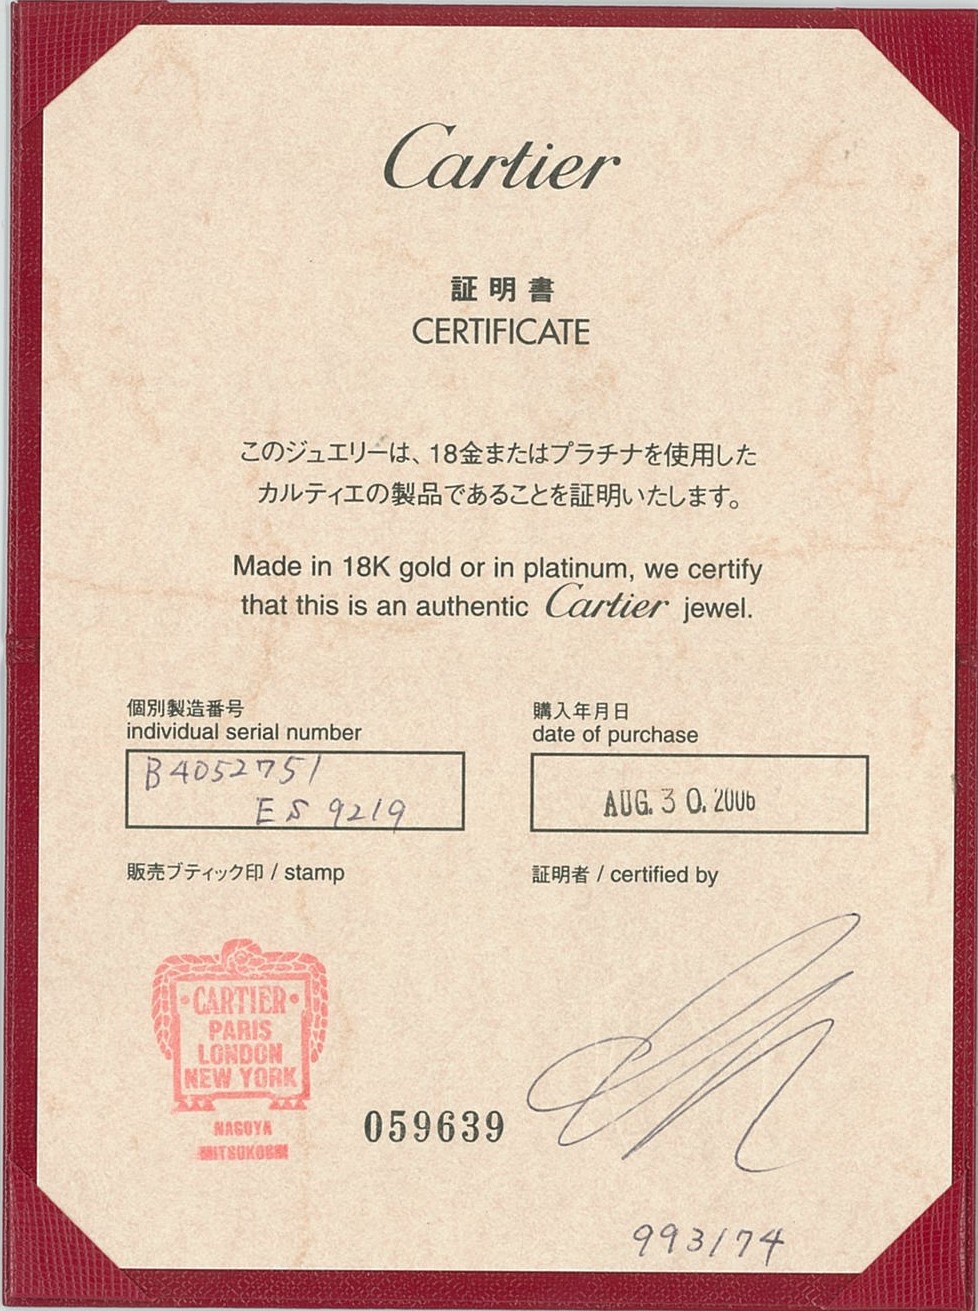 Cartier
証明書
CERTIFICATE
このジュエリーは、18金またはプラチナを使用した
カルティエの製品であることを証明いたします。
Made in 18K gold or in platinum, we certify
that this is an authentic Cartier jewel.
個別製造番号
individual serial number
B4052751
ES 9219
購入年月日
date of purchase
AUG. 30. 2006
販売ブティック印 / stamp
証明者 / certified by
CARTIER
PARIS
LONDON
NEW YORK
NAGOYA
MITSUKOSHI
059639
993174